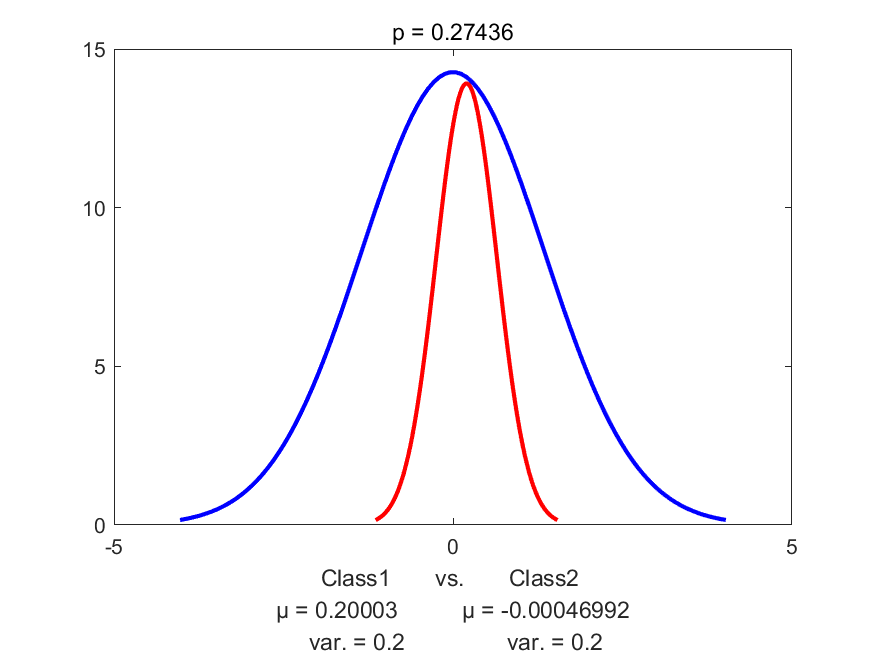 p = 0.27436
15
10
5
0
-5 0 5
Class1 vs. Class2
μ = 0.20003 μ = -0.00046992
var. = 0.2 var. = 0.2